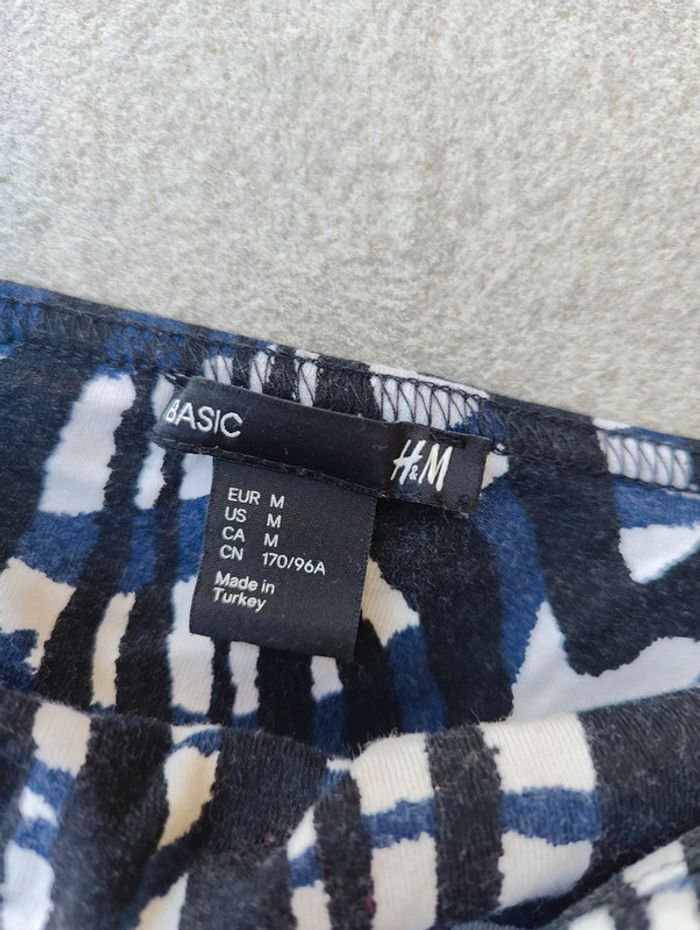 BASIC
H&M
EUR M
US M
CA M
CN 170/96A
Made in
Turkey